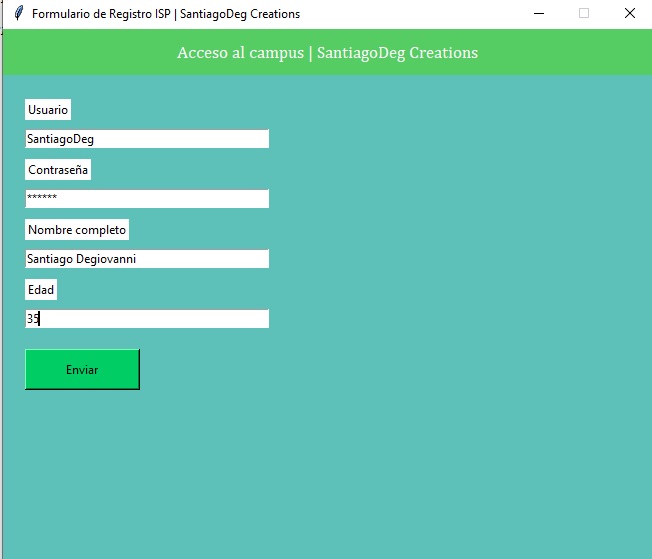 Formulario de Registro ISP | SantiagoDeg Creations
Acceso al campus | SantiagoDeg Creations
Usuario
SantiagoDeg
Contraseña
******
Nombre completo
Santiago Degiovanni
Edad
35
Enviar